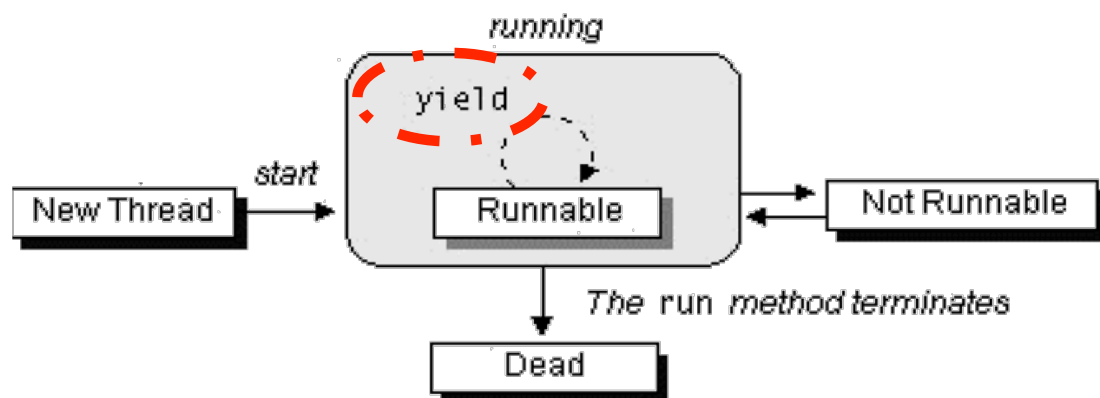 running
yield
start
New Thread
Runnable
Not Runnable
The run method terminates
Dead